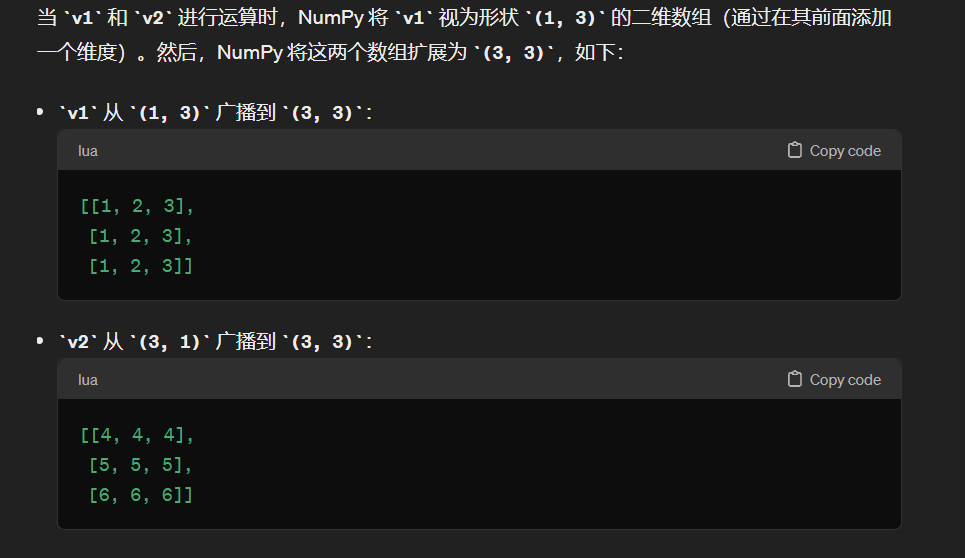 当 `v1` 和 `v2` 进行运算时，NumPy 将 `v1` 视为形状 `(1, 3)` 的二维数组（通过在其前面添加
一个维度）。然后，NumPy 将这两个数组扩展为 `(3, 3)`，如下：
• `v1` 从 `(1, 3)` 广播到 `(3, 3)`：
lua Copy code
[[1, 2, 3],
[1, 2, 3],
[1, 2, 3]]
• `v2` 从 `(3, 1)` 广播到 `(3, 3)`：
lua Copy code
[[4, 4, 4],
[5, 5, 5],
[6, 6, 6]]